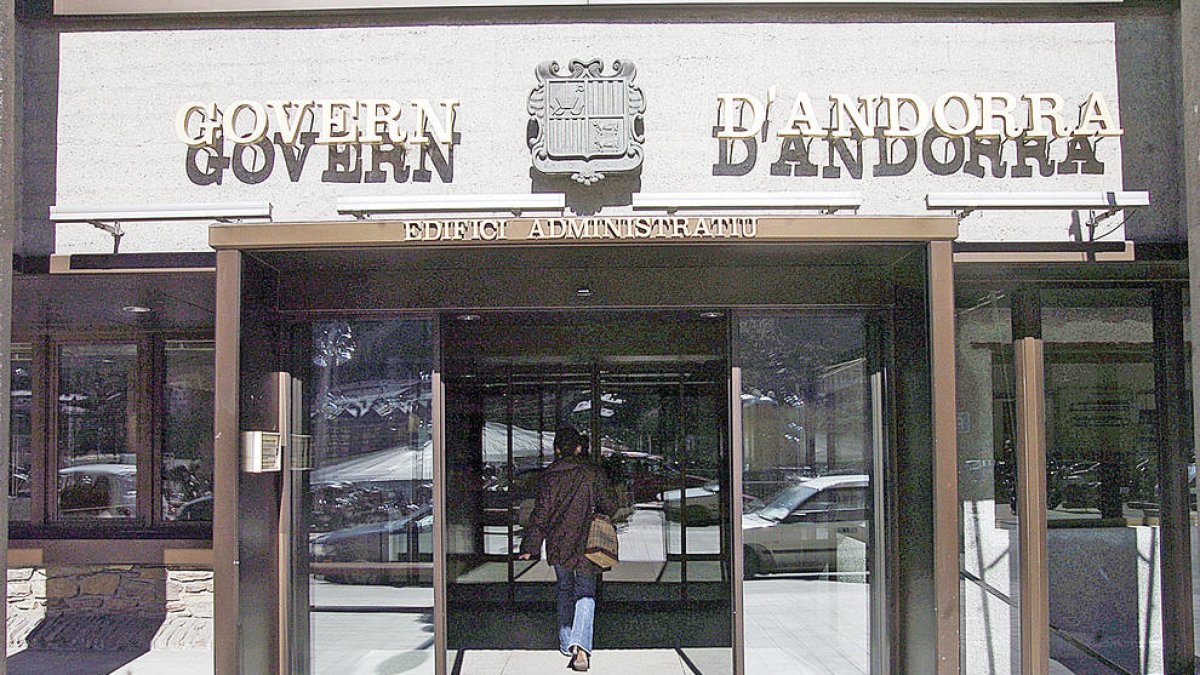 GOVERN D'ANDORRA
EDIFICI ADMINISTRATIU